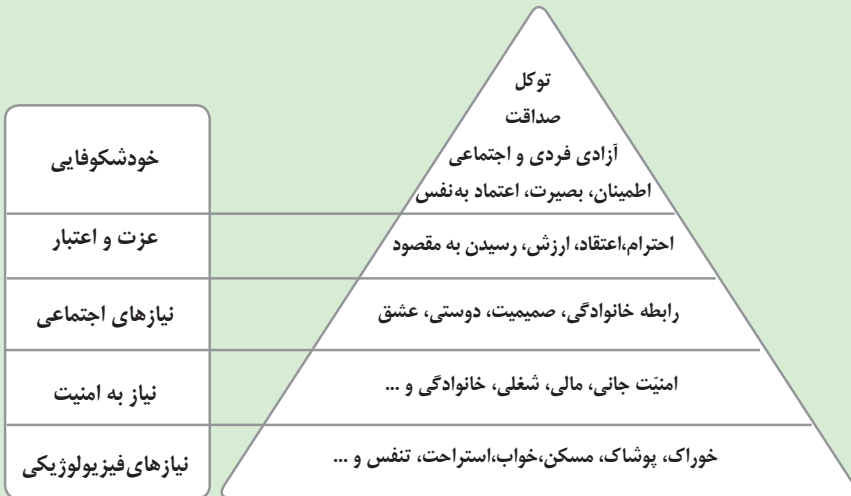 توکل
صداقت
آزادی فردی و اجتماعی
اطمینان، بصیرت، اعتماد به‌نفس
خودشکوفایی
احترام،اعتقاد، ارزش، رسیدن به مقصود
عزت و اعتبار
رابطه خانوادگی، صمیمیت، دوستی، عشق
نیازهای اجتماعی
امنیّت جانی، مالی، شغلی، خانوادگی و ...
نیاز به امنیت
خوراک، پوشاک، مسکن،خواب،استراحت، تنفس و ...
نیازهای فیزیولوژیکی